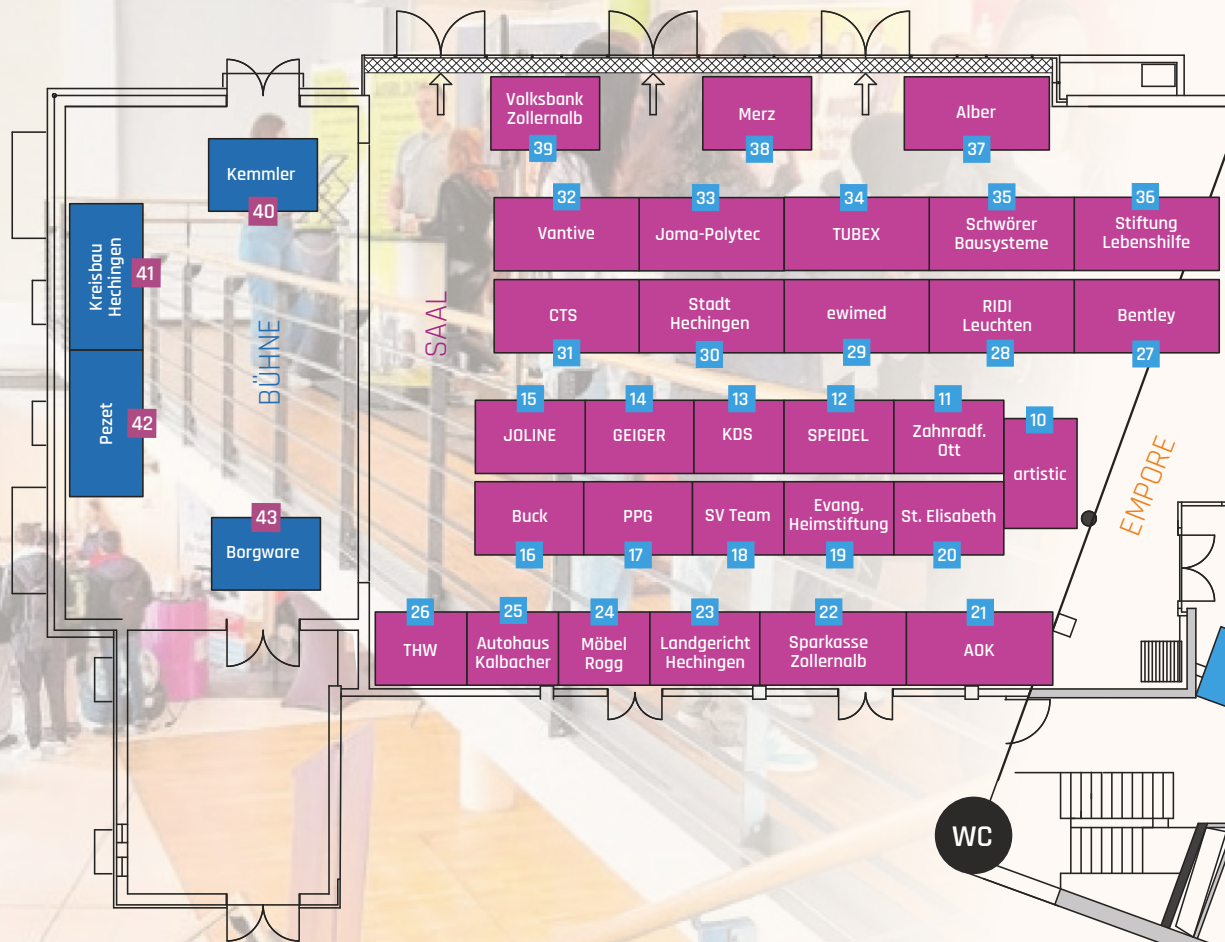 Volksbank
Zollernalb
39
Merz
38
Alber
37
Kemmler
40
Kreisbau
Hechingen
41
Pezet
42
BÜHNE
43
Borgware
SAAL
32
Vantive
33
Joma-Polytec
34
TUBEX
35
Schwörer
Bausysteme
36
Stiftung
Lebenshilfe
CTS
31
Stadt
Hechingen
30
ewimed
29
RIDI
Leuchten
28
Bentley
27
15
JOLINE
14
GEIGER
13
KDS
12
SPEIDEL
11
Zahnradf.
Ott
10
artistic
Buck
16
PPG
17
SV Team
18
Evang.
Heimstiftung
19
St. Elisabeth
20
EMPORE
26
THW
25
Autohaus
Kalbacher
24
Möbel
Rogg
23
Landgericht
Hechingen
22
Sparkasse
Zollernalb
21
AOK
WC